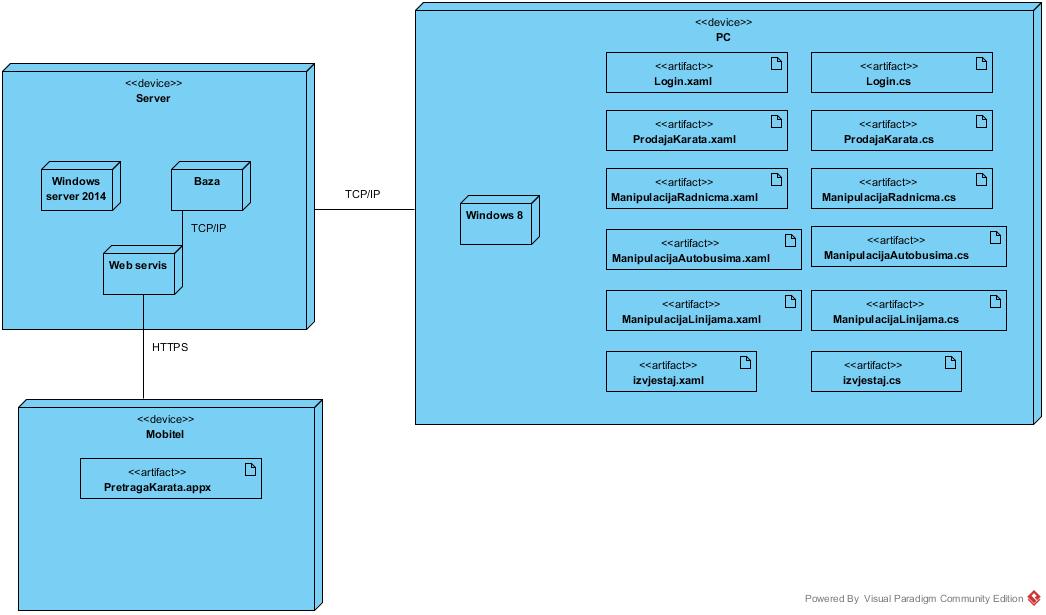 <<device>>
Server
Windows
server 2014
Baza
TCP/IP
Web servis
HTTPS
<<device>>
Mobitel
<<artifact>>
PretragaKarata.appx
TCP/IP
<<device>>
PC
Windows 8
<<artifact>>
Login.xaml
<<artifact>>
Login.cs
<<artifact>>
ProdajaKarata.xaml
<<artifact>>
ProdajaKarata.cs
<<artifact>>
ManipulacijaRadnicma.xaml
<<artifact>>
ManipulacijaRadnicma.cs
<<artifact>>
ManipulacijaAutobusima.xaml
<<artifact>>
ManipulacijaAutobusima.cs
<<artifact>>
ManipulacijaLinijama.xaml
<<artifact>>
ManipulacijaLinijama.cs
<<artifact>>
izvjestaj.xaml
<<artifact>>
izvjestaj.cs
Powered By Visual Paradigm Community Edition